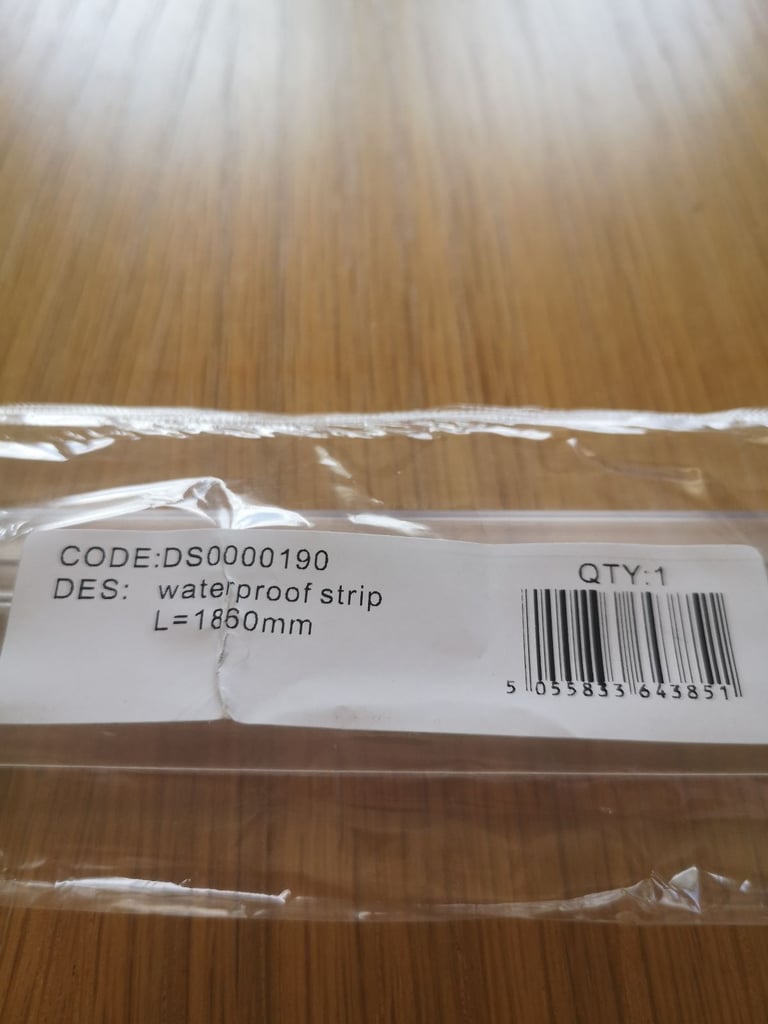 CODE:DS0000190
DES: waterproof strip
L=1860mm
QTY:1
5 055833 643851